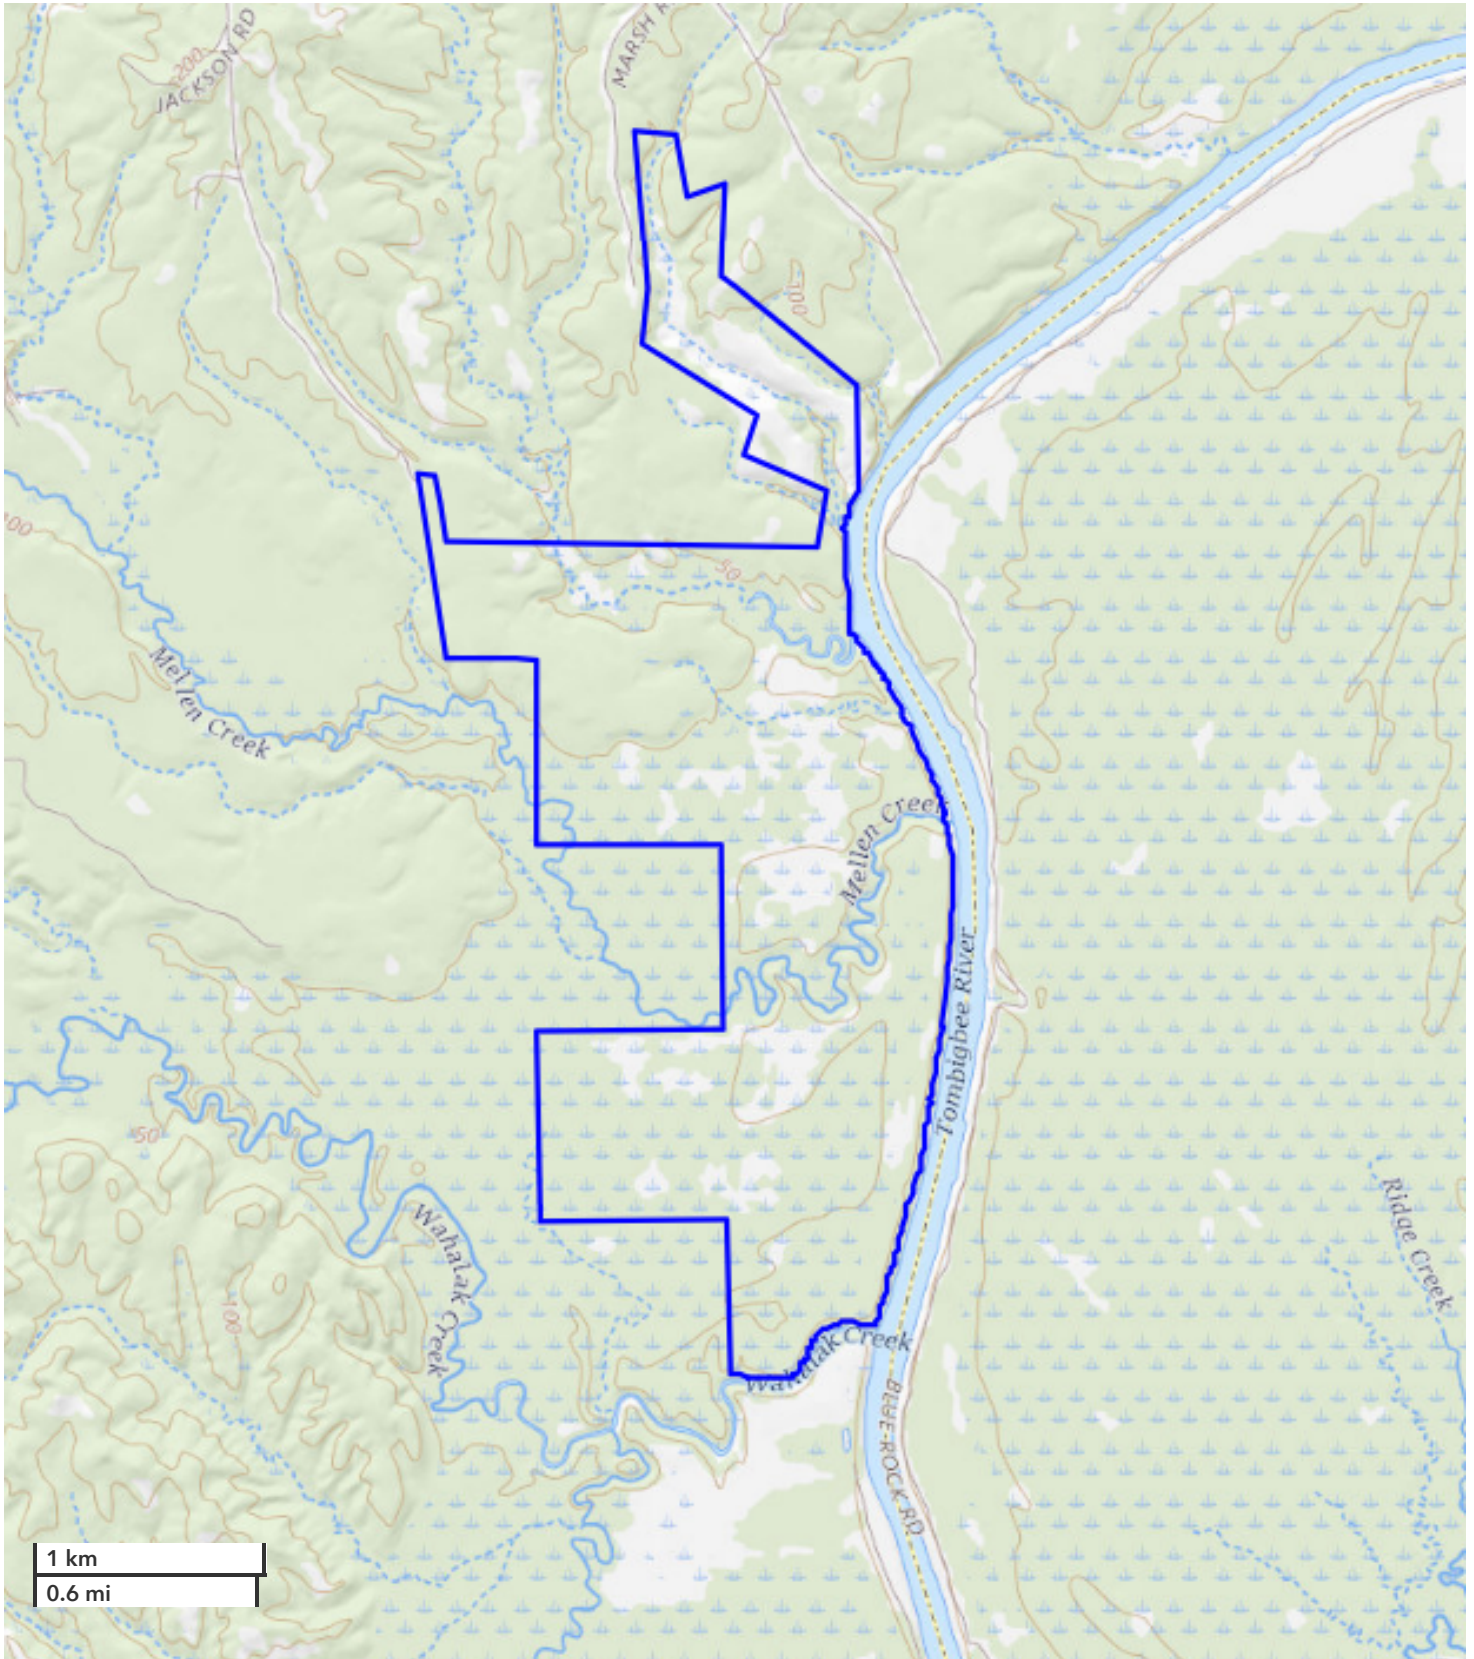 MARSH R
JACKSON RD
200
100
100
50
Mellen Creek
Mellen Creek
Tombigbee River
50
Wahalak Creek
Ridge Creek
100
Wahalak Creek
BLUE ROCK RD
1 km
0.6 mi